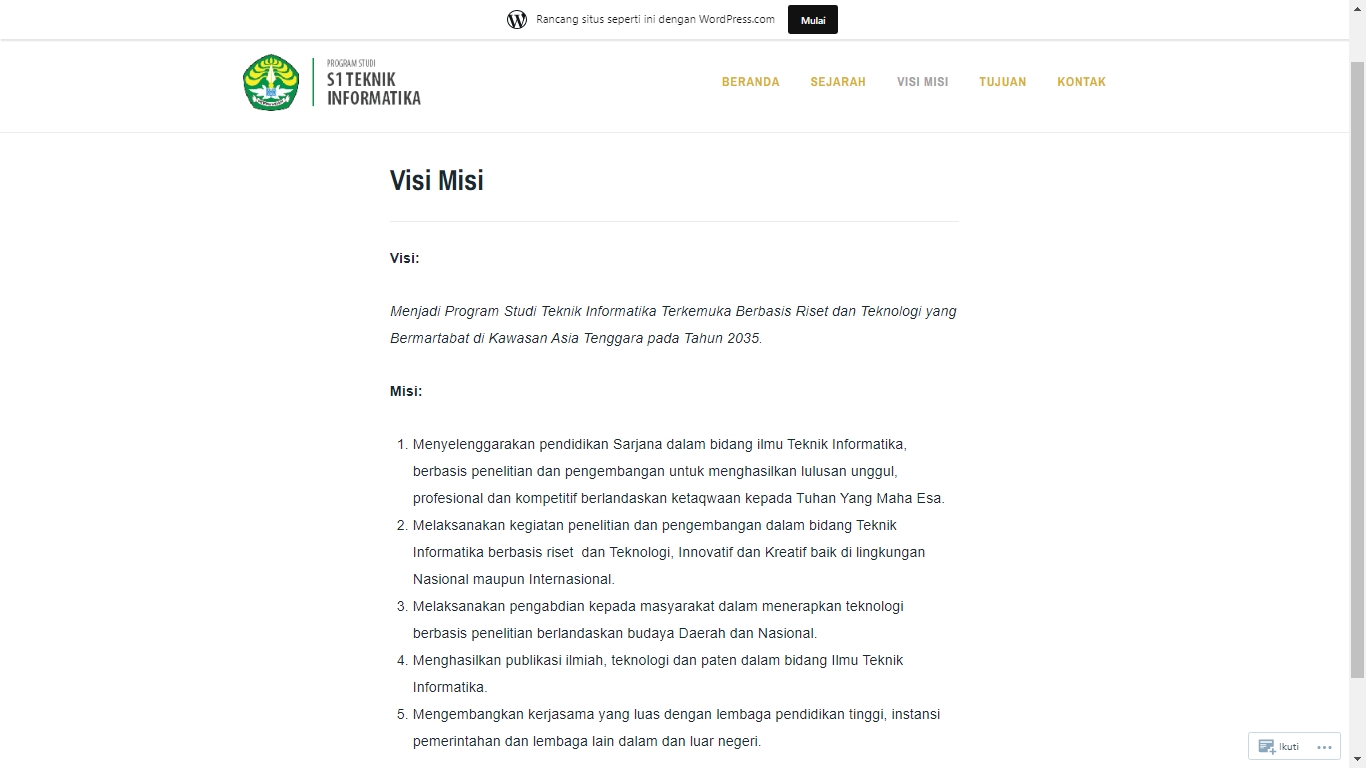 Rancang situs seperti ini dengan WordPress.com
Mulai
PROGRAM STUDI
S1 TEKNIK
INFORMATIKA
BERANDA
SEJARAH
VISI MISI
TUJUAN
KONTAK
Visi Misi
Visi:
Menjadi Program Studi Teknik Informatika Terkemuka Berbasis Riset dan Teknologi yang
Bermartabat di Kawasan Asia Tenggara pada Tahun 2035.
Misi:
1. Menyelenggarakan pendidikan Sarjana dalam bidang ilmu Teknik Informatika,
berbasis penelitian dan pengembangan untuk menghasilkan lulusan unggul,
profesional dan kompetitif berlandaskan ketaqwaan kepada Tuhan Yang Maha Esa.
2. Melaksanakan kegiatan penelitian dan pengembangan dalam bidang Teknik
Informatika berbasis riset  dan Teknologi, Innovatif dan Kreatif baik di lingkungan
Nasional maupun Internasional.
3. Melaksanakan pengabdian kepada masyarakat dalam menerapkan teknologi
berbasis penelitian berlandaskan budaya Daerah dan Nasional.
4. Menghasilkan publikasi ilmiah, teknologi dan paten dalam bidang Ilmu Teknik
Informatika.
5. Mengembangkan kerjasama yang luas dengan lembaga pendidikan tinggi, instansi
pemerintahan dan lembaga lain dalam dan luar negeri.
Ikuti